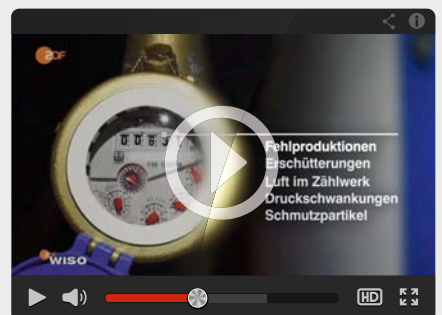 ZDF
Fehlproduktionen
Erschütterungen
Luft im Zählwerk
Druckschwankungen
Schmutzpartikel
WISO
HD